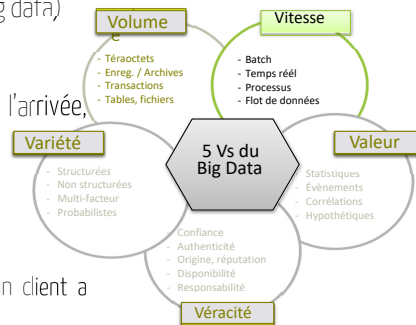 g data)
Volume
e
- Téraoctets
- Enreg. / Archives
- Transactions
- Tables, fichiers
Vitesse
- Batch
- Temps réél
- Processus
- Flot de données
l'arrivée,
Variété
- Structurées
- Non structurées
- Multi-facteur
- Probabilistes
5 Vs du
Big Data
Valeur
Statistiques
- Évènements
- Corrélations
- Hypothétiques
- Confiance
- Authenticité
- Origine, réputation
- Disponibilité
- Responsabilité
Véracité
n client a